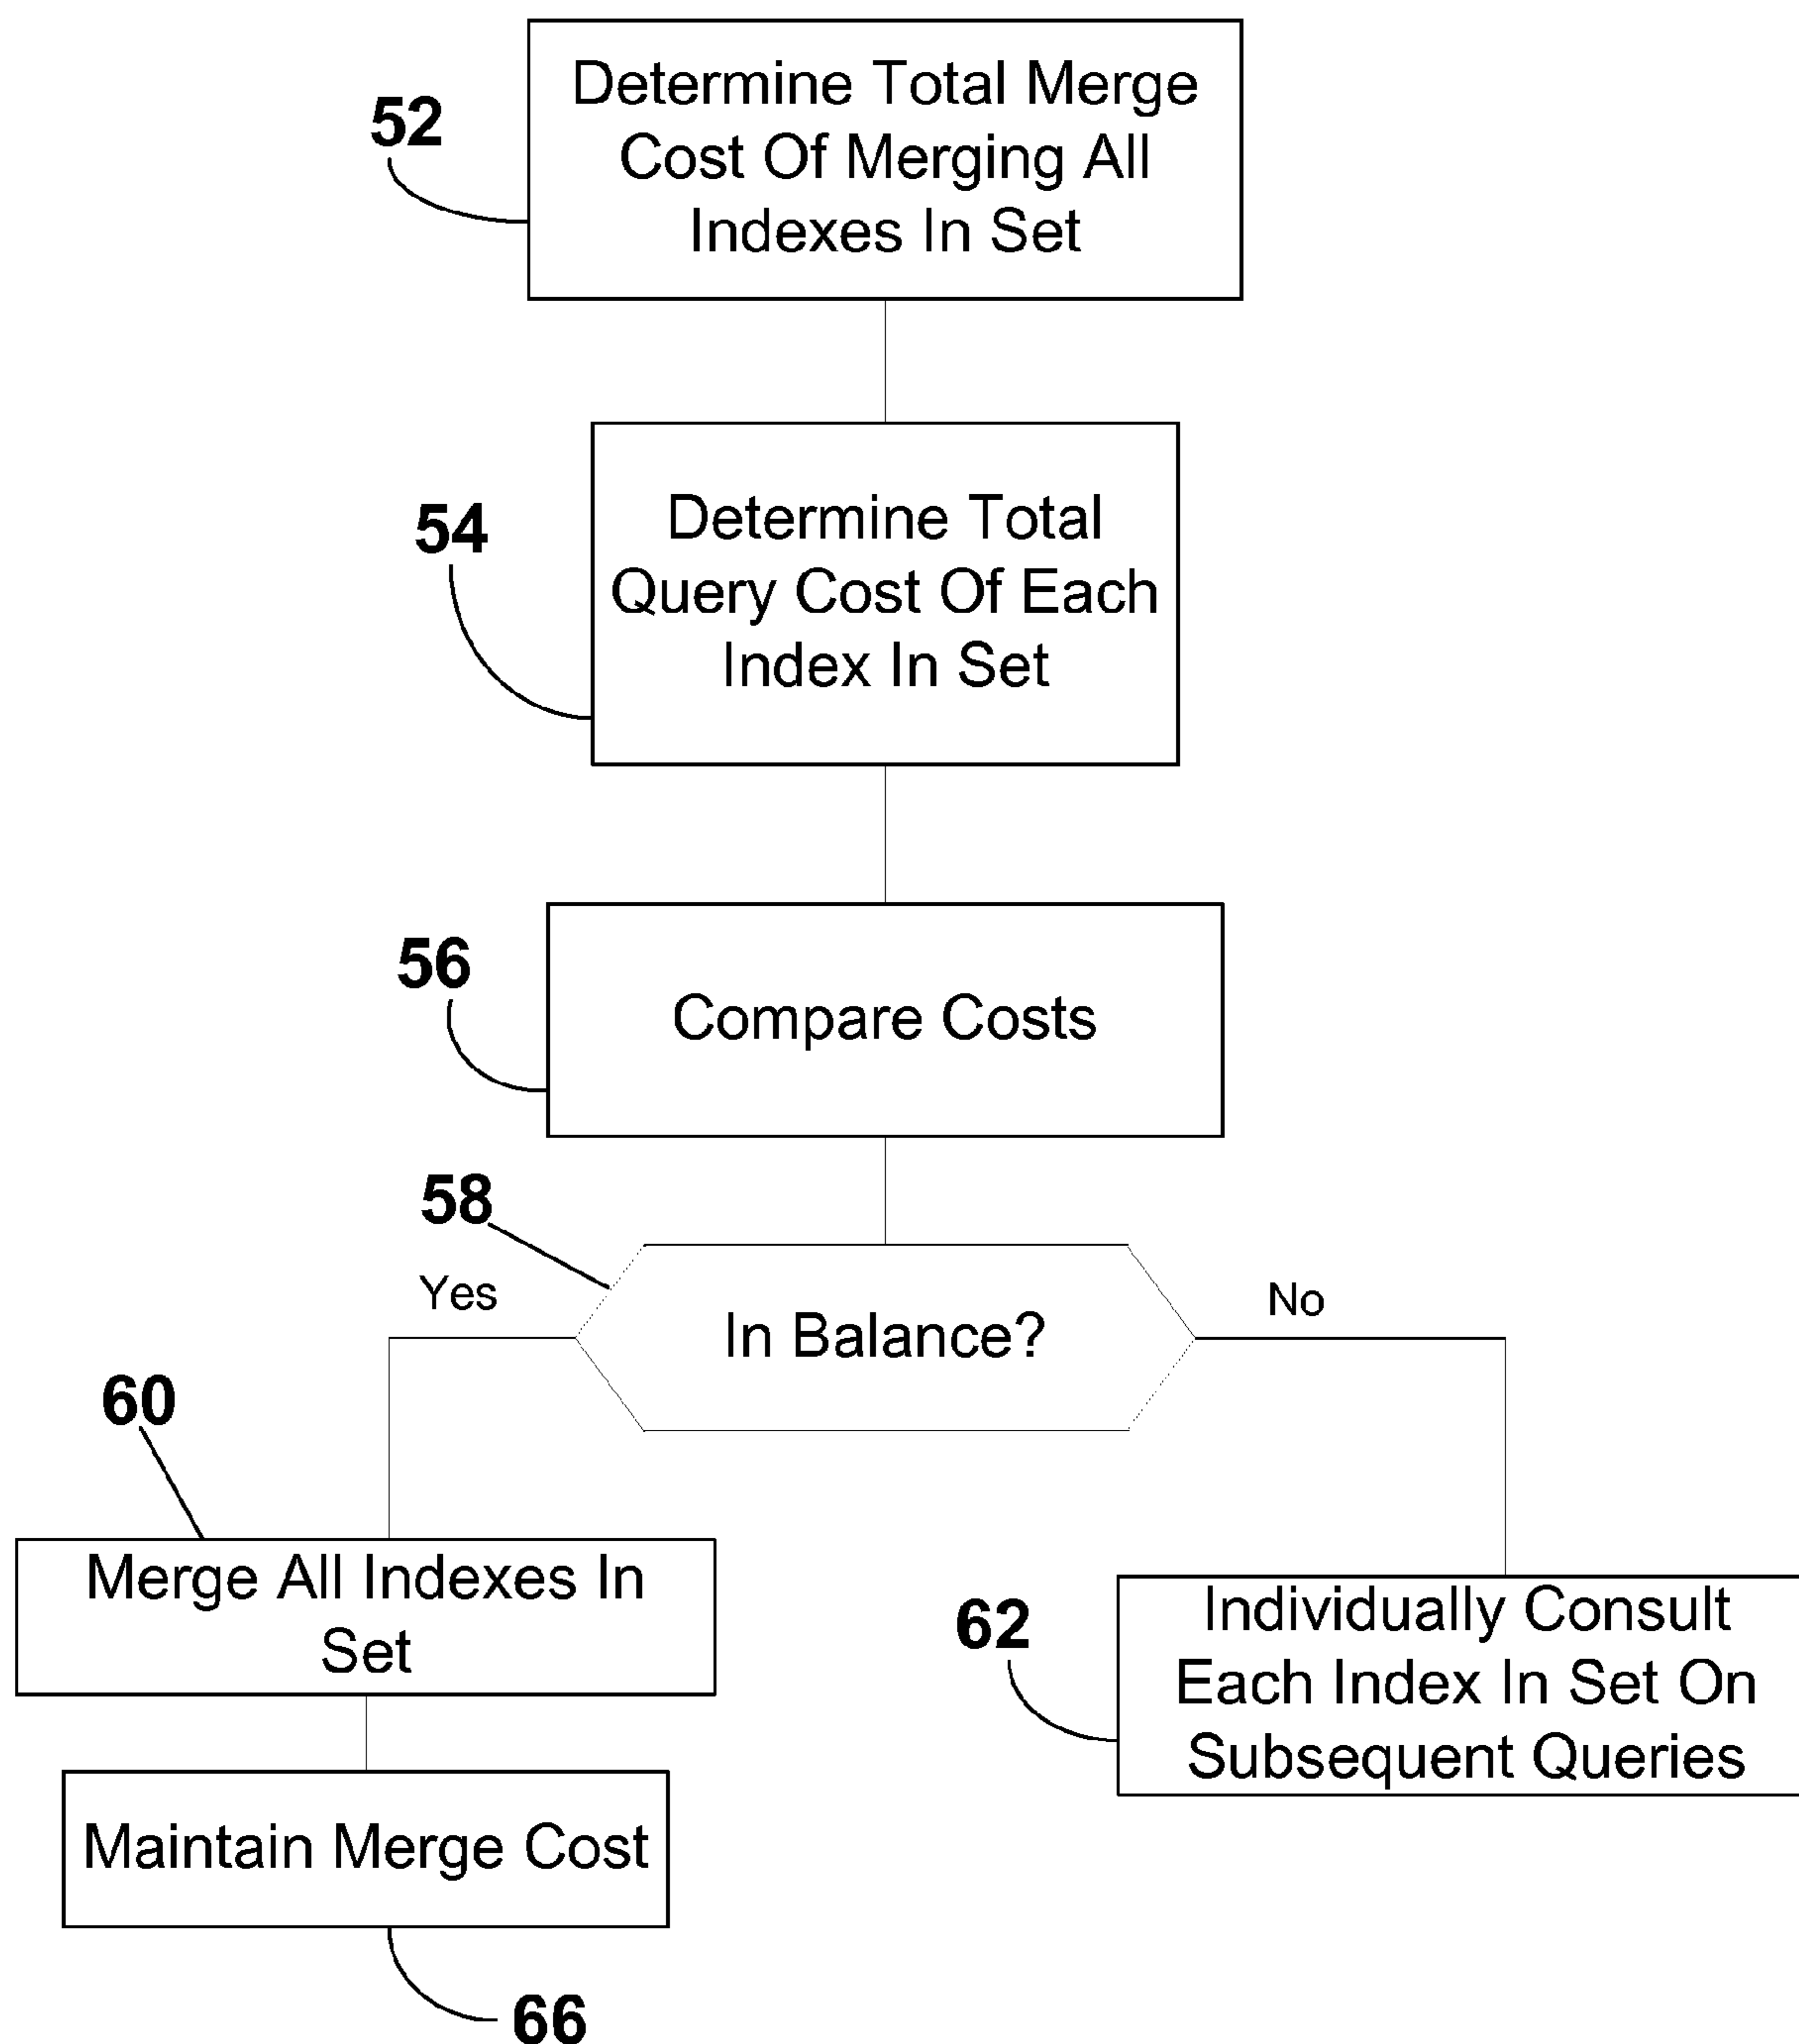 52
Determine Total Merge
Cost Of Merging All
Indexes In Set
54
Determine Total
Query Cost Of Each
Index In Set
56
Compare Costs
58
Yes
In Balance?
No
60
Merge All Indexes In
Set
62
Individually Consult
Each Index In Set On
Subsequent Queries
Maintain Merge Cost
66